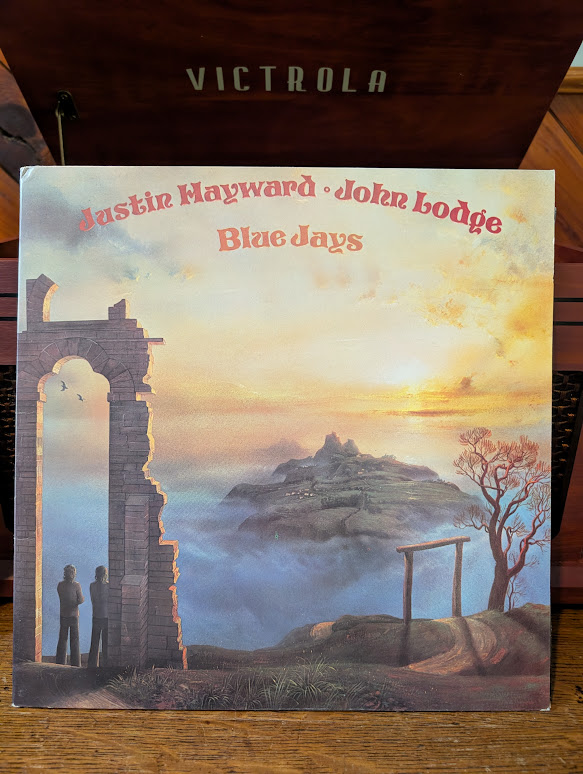 VICTROLA
Justin Hayward • John Lodge
Blue Jays